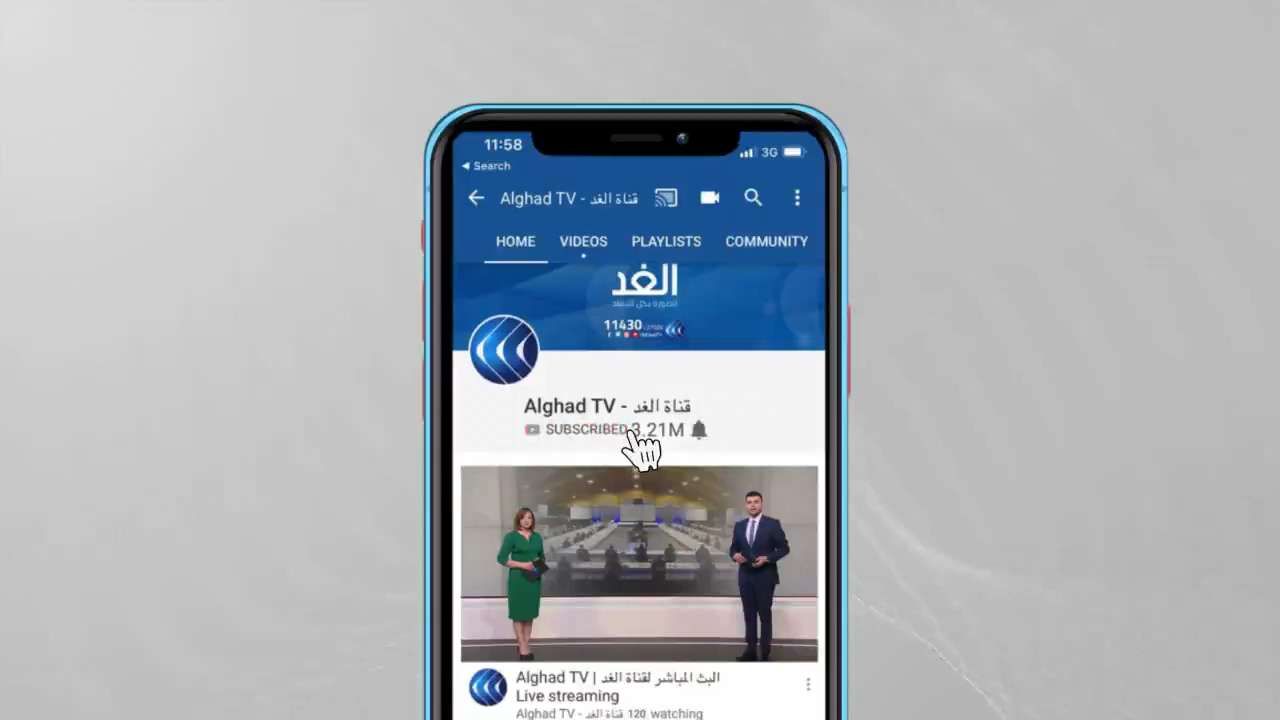 11:58
3G
Search
Alghad TV - قناة الغد
HOME VIDEOS PLAYLISTS COMMUNITY
الغد
11430
Alghad TV - قناة الغد
SUBSCRIBED 3.21M
Alghad TV | البث المباشر لقناة الغد
Live streaming
Alghad TV - قناة الغد 120 watching